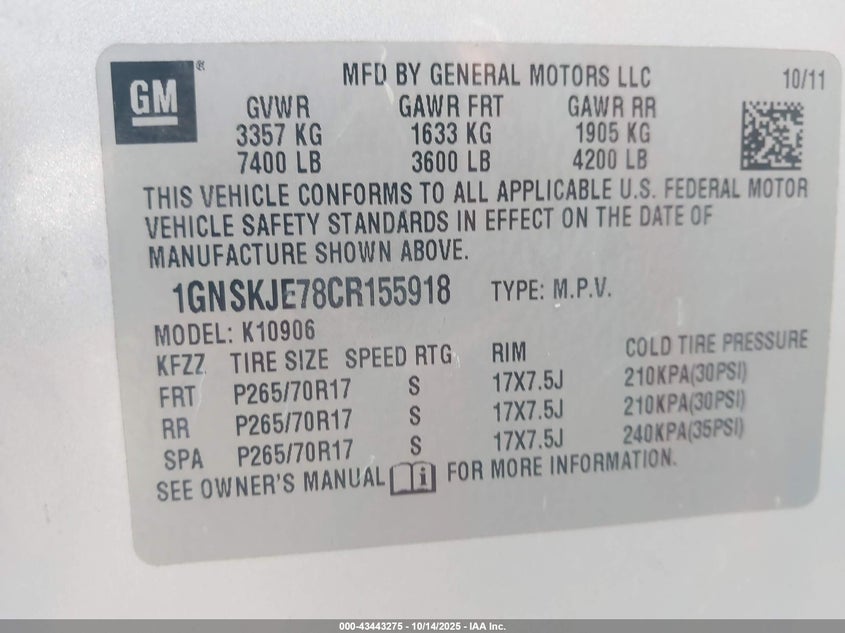 GM ®
MFD BY GENERAL MOTORS LLC 10/11
GVWR GAWR FRT GAWR RR
3357 KG 1633 KG 1905 KG
7400 LB 3600 LB 4200 LB
THIS VEHICLE CONFORMS TO ALL APPLICABLE U.S. FEDERAL MOTOR
VEHICLE SAFETY STANDARDS IN EFFECT ON THE DATE OF
MANUFACTURE SHOWN ABOVE.
1GNSKJE78CR155918 TYPE: M.P.V.
MODEL: K10906
KFZZ TIRE SIZE SPEED RTG RIM COLD TIRE PRESSURE
FRT P265/70R17 S 17X7.5J 210KPA(30PSI)
RR P265/70R17 S 17X7.5J 210KPA(30PSI)
SPA P265/70R17 S 17X7.5J 240KPA(35PSI)
SEE OWNER'S MANUAL i FOR MORE INFORMATION.
000-43443275 - 10/14/2025 - IAA Inc.